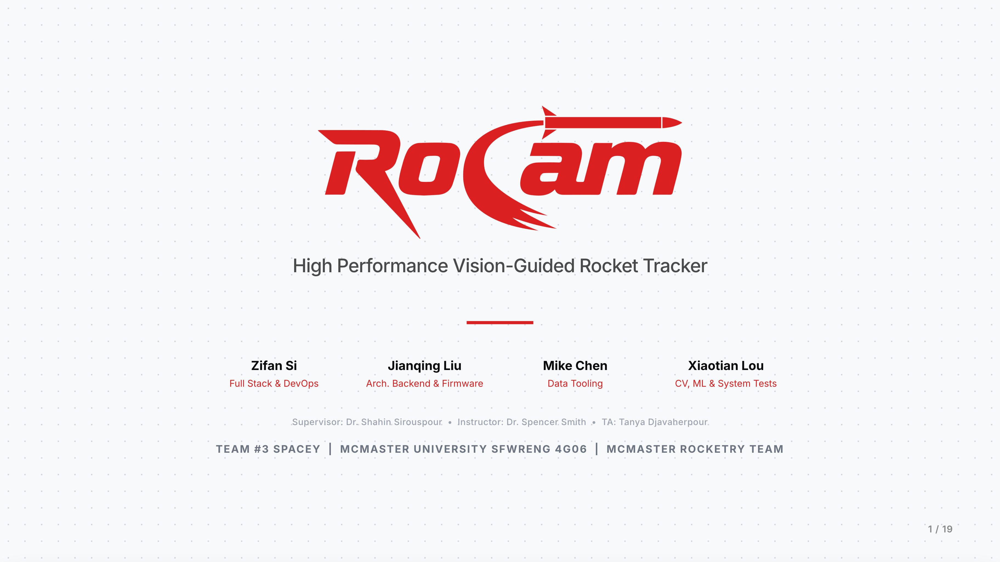 RoCam
High Performance Vision-Guided Rocket Tracker
Zifan Si
Full Stack & DevOps
Jianqing Liu
Arch. Backend & Firmware
Mike Chen
Data Tooling
Xiaotian Lou
CV, ML & System Tests
Supervisor: Dr. Shahin Sirouspour • Instructor: Dr. Spencer Smith • TA: Tanya Djavaherpour
TEAM #3 SPACEY | MCMASTER UNIVERSITY SFWRENG 4G06 | MCMASTER ROCKETRY TEAM
1 / 19